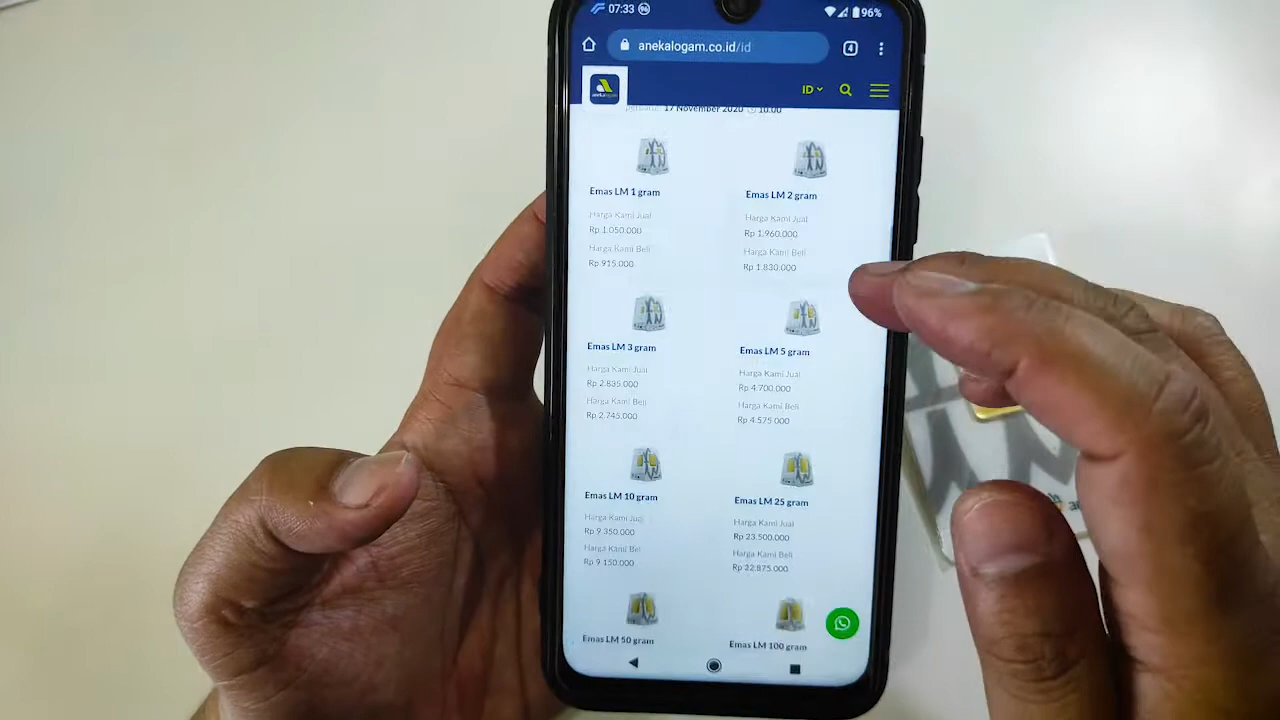 07:33
96%
anekalogam.co.id/id
4
ID
17 November 2020 10:00
Emas LM 1 gram
Harga Kami Jual
Rp 1.050.000
Harga Kami Beli
Rp 915.000
Emas LM 2 gram
Harga Kami Jual
Rp 1.960.000
Harga Kami Beli
Rp 1.830.000
Emas LM 3 gram
Harga Kami Jual
Rp 2.835.000
Harga Kami Beli
Rp 2.745.000
Emas LM 5 gram
Harga Kami Jual
Rp 4.700.000
Harga Kami Beli
Rp 4.575.000
Emas LM 10 gram
Harga Kami Jual
Rp 9.350.000
Harga Kami Beli
Rp 9.150.000
Emas LM 25 gram
Harga Kami Jual
Rp 23.500.000
Harga Kami Beli
Rp 22.875.000
Emas LM 50 gram
Emas LM 100 gram